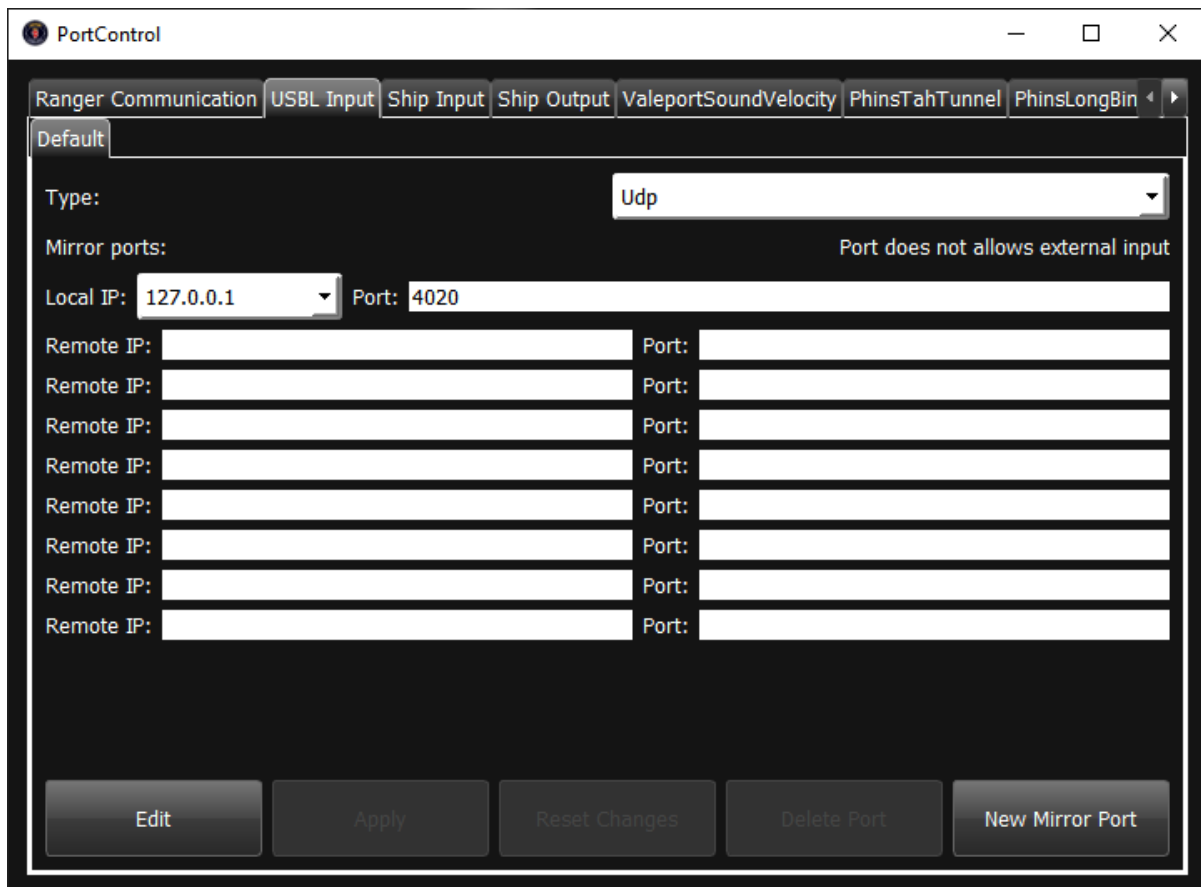 PortControl
Ranger Communication USBL Input Ship Input Ship Output ValeportSoundVelocity PhinsTahTunnel PhinsLongBin
Default
Type: Udp
Mirror ports: Port does not allows external input
Local IP: 127.0.0.1 Port: 4020
Remote IP: Port:
Remote IP: Port:
Remote IP: Port:
Remote IP: Port:
Remote IP: Port:
Remote IP: Port:
Remote IP: Port:
Remote IP: Port:
Edit Apply Reset Changes Delete Port New Mirror Port